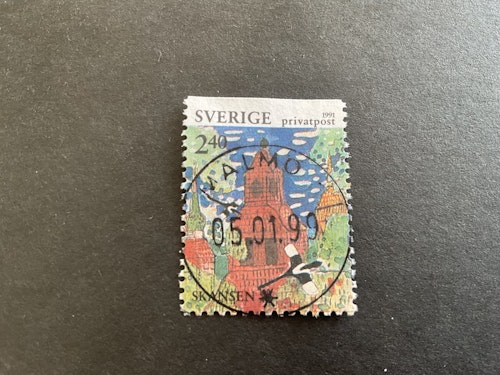 SVERIGE
1991
privatpost
2.40
MALMÖ
05.01.99
SKANSEN